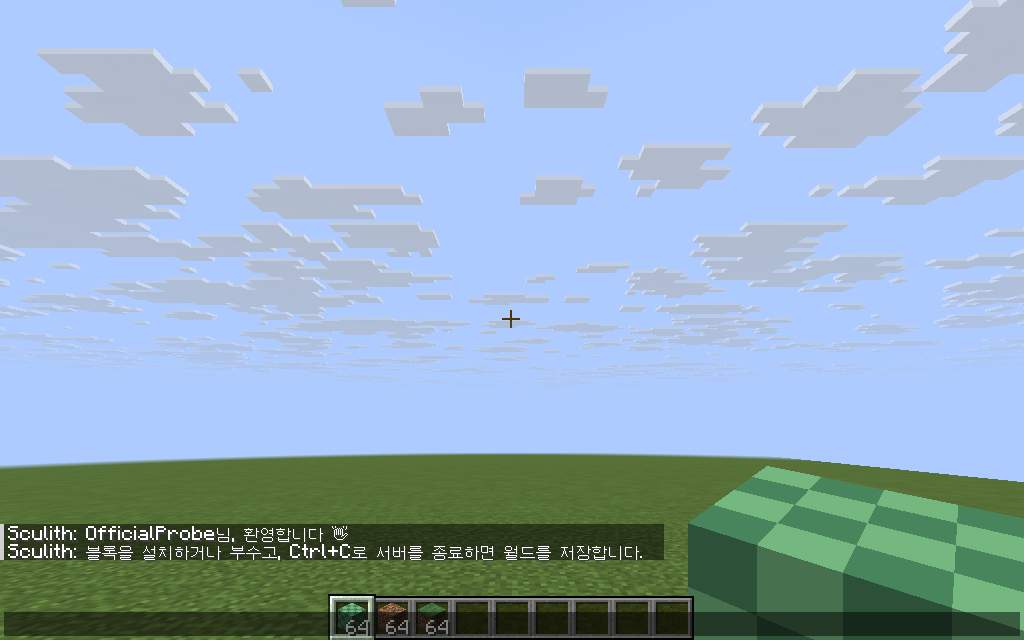 Sculith: OfficialProbe님, 환영합니다 👋
Sculith: 블록을 설치하거나 부수고, Ctrl+C로 서버를 종료하면 월드를 저장합니다.
64 64 64